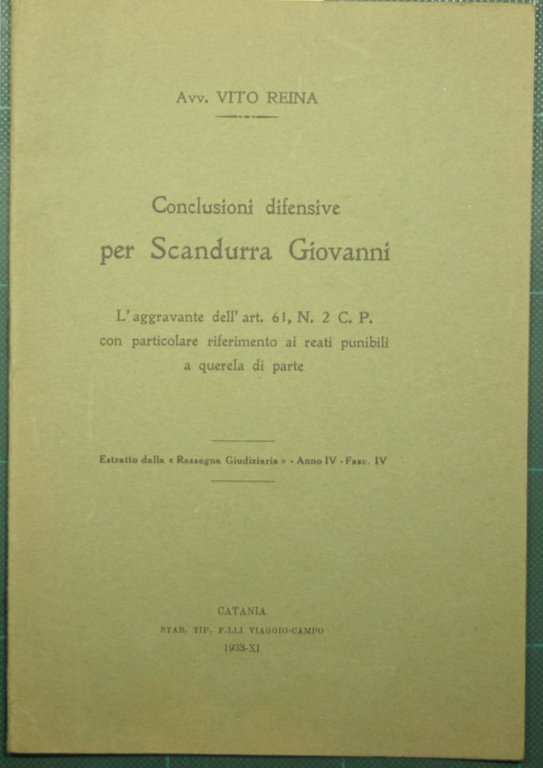 Avv. VITO REINA
Conclusioni difensive
per Scandurra Giovanni
L'aggravante dell'art. 61, N. 2 C. P.
con particolare riferimento ai reati punibili
a querela di parte
Estratto dalla « Rassegna Giudiziaria » - Anno IV - Fasc. IV
CATANIA
STAB. TIP. F.LLI VIAGGIO-CAMPO
1933-XI